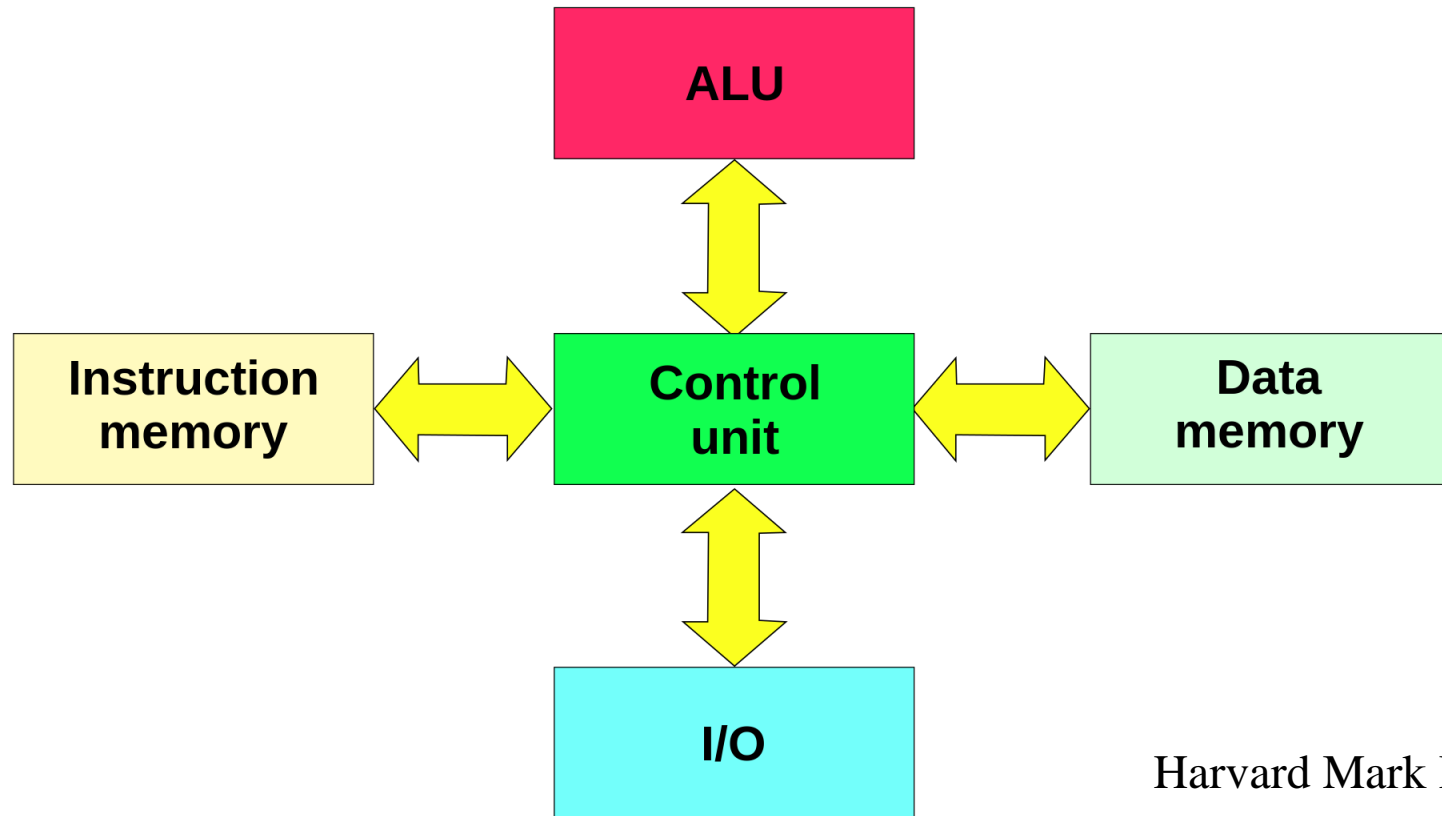 ALU
Instruction
memory
Control
unit
Data
memory
I/O
Harvard Mark I